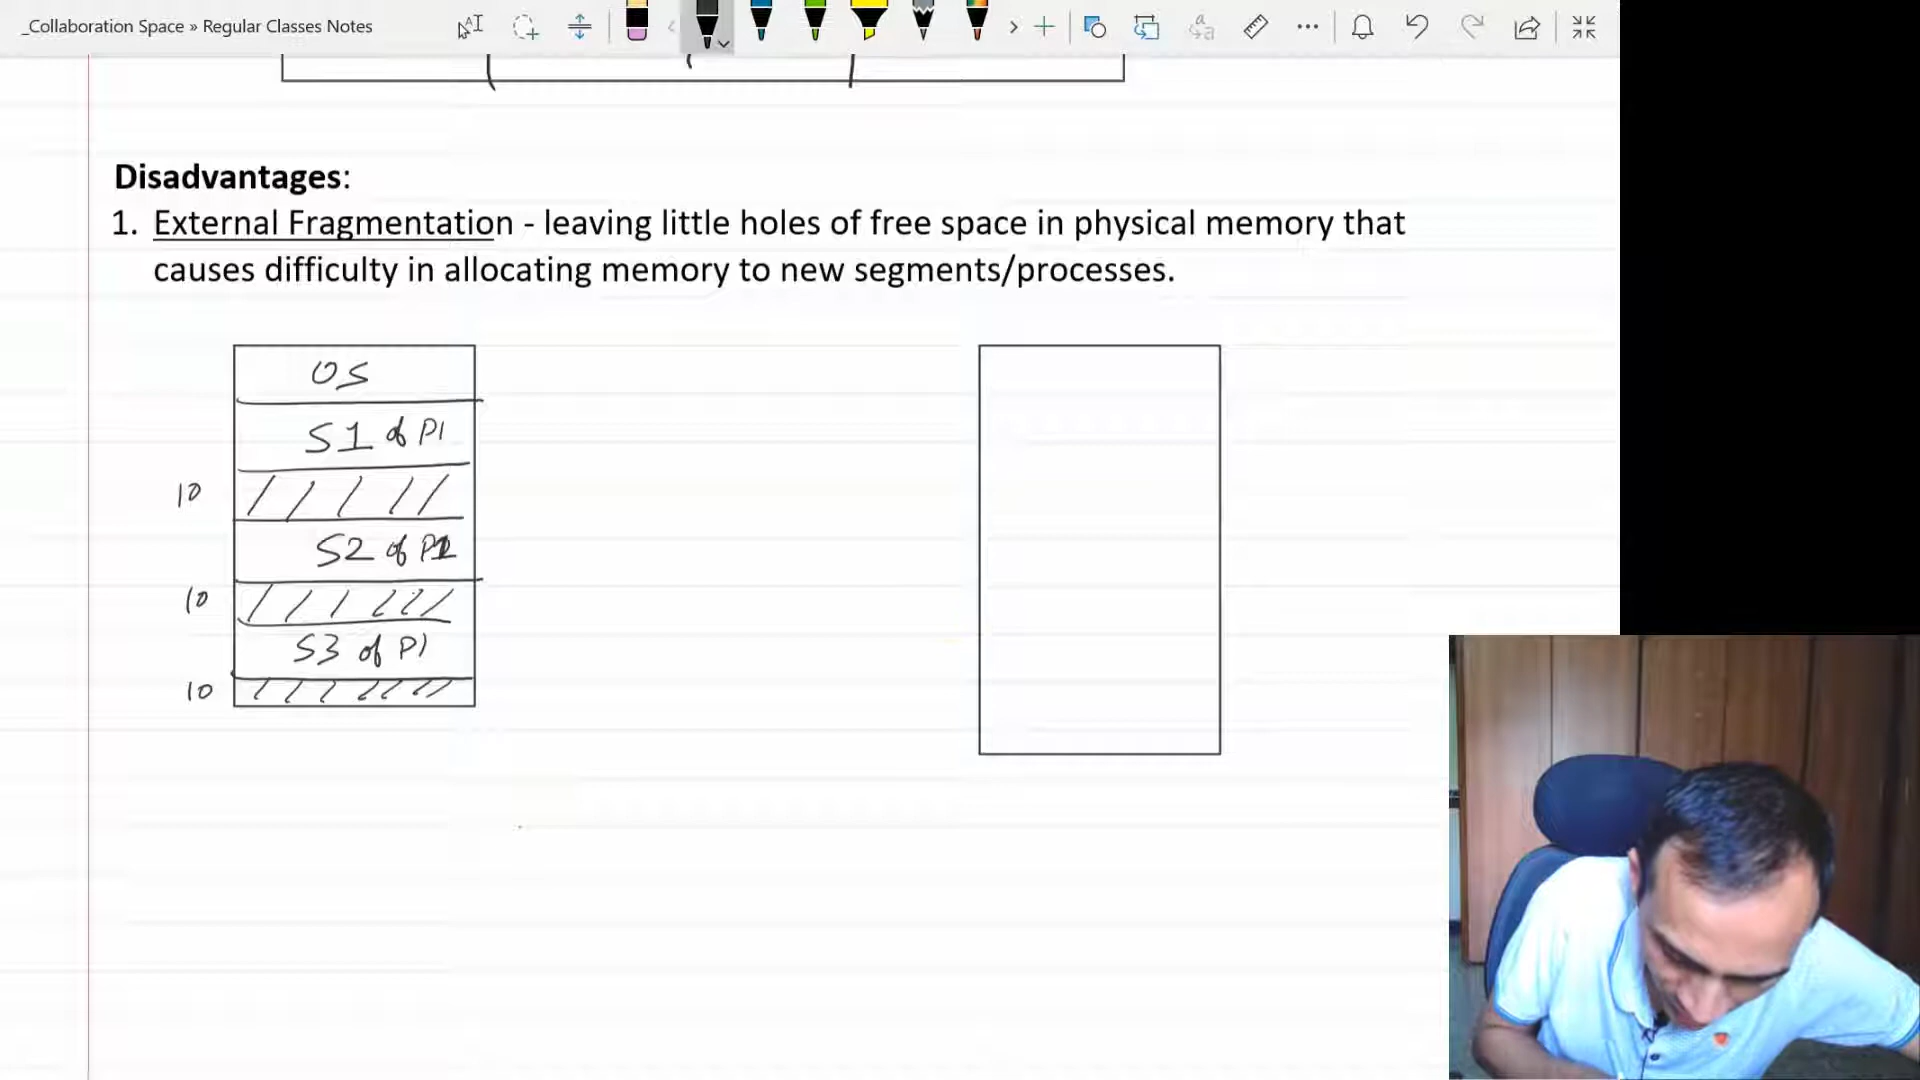 _Collaboration Space » Regular Classes Notes
Disadvantages:
1. External Fragmentation - leaving little holes of free space in physical memory that
causes difficulty in allocating memory to new segments/processes.
OS
S1 of P1
10
S2 of
10
S3 of P1
10